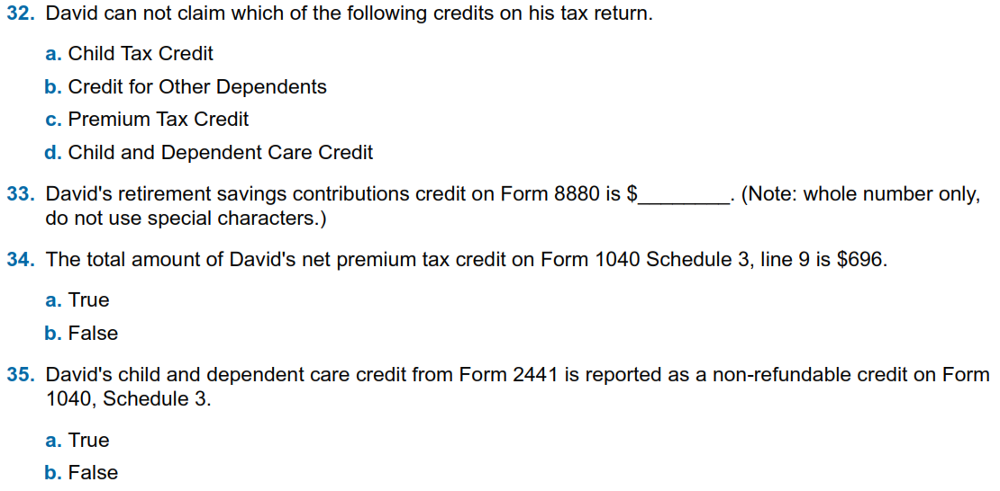 32. David can not claim which of the following credits on his tax return.
a. Child Tax Credit
b. Credit for Other Dependents
c. Premium Tax Credit
d. Child and Dependent Care Credit
33. David's retirement savings contributions credit on Form 8880 is $________. (Note: whole number only,
do not use special characters.)
34. The total amount of David's net premium tax credit on Form 1040 Schedule 3, line 9 is $696.
a. True
b. False
35. David's child and dependent care credit from Form 2441 is reported as a non-refundable credit on Form
1040, Schedule 3.
a. True
b. False